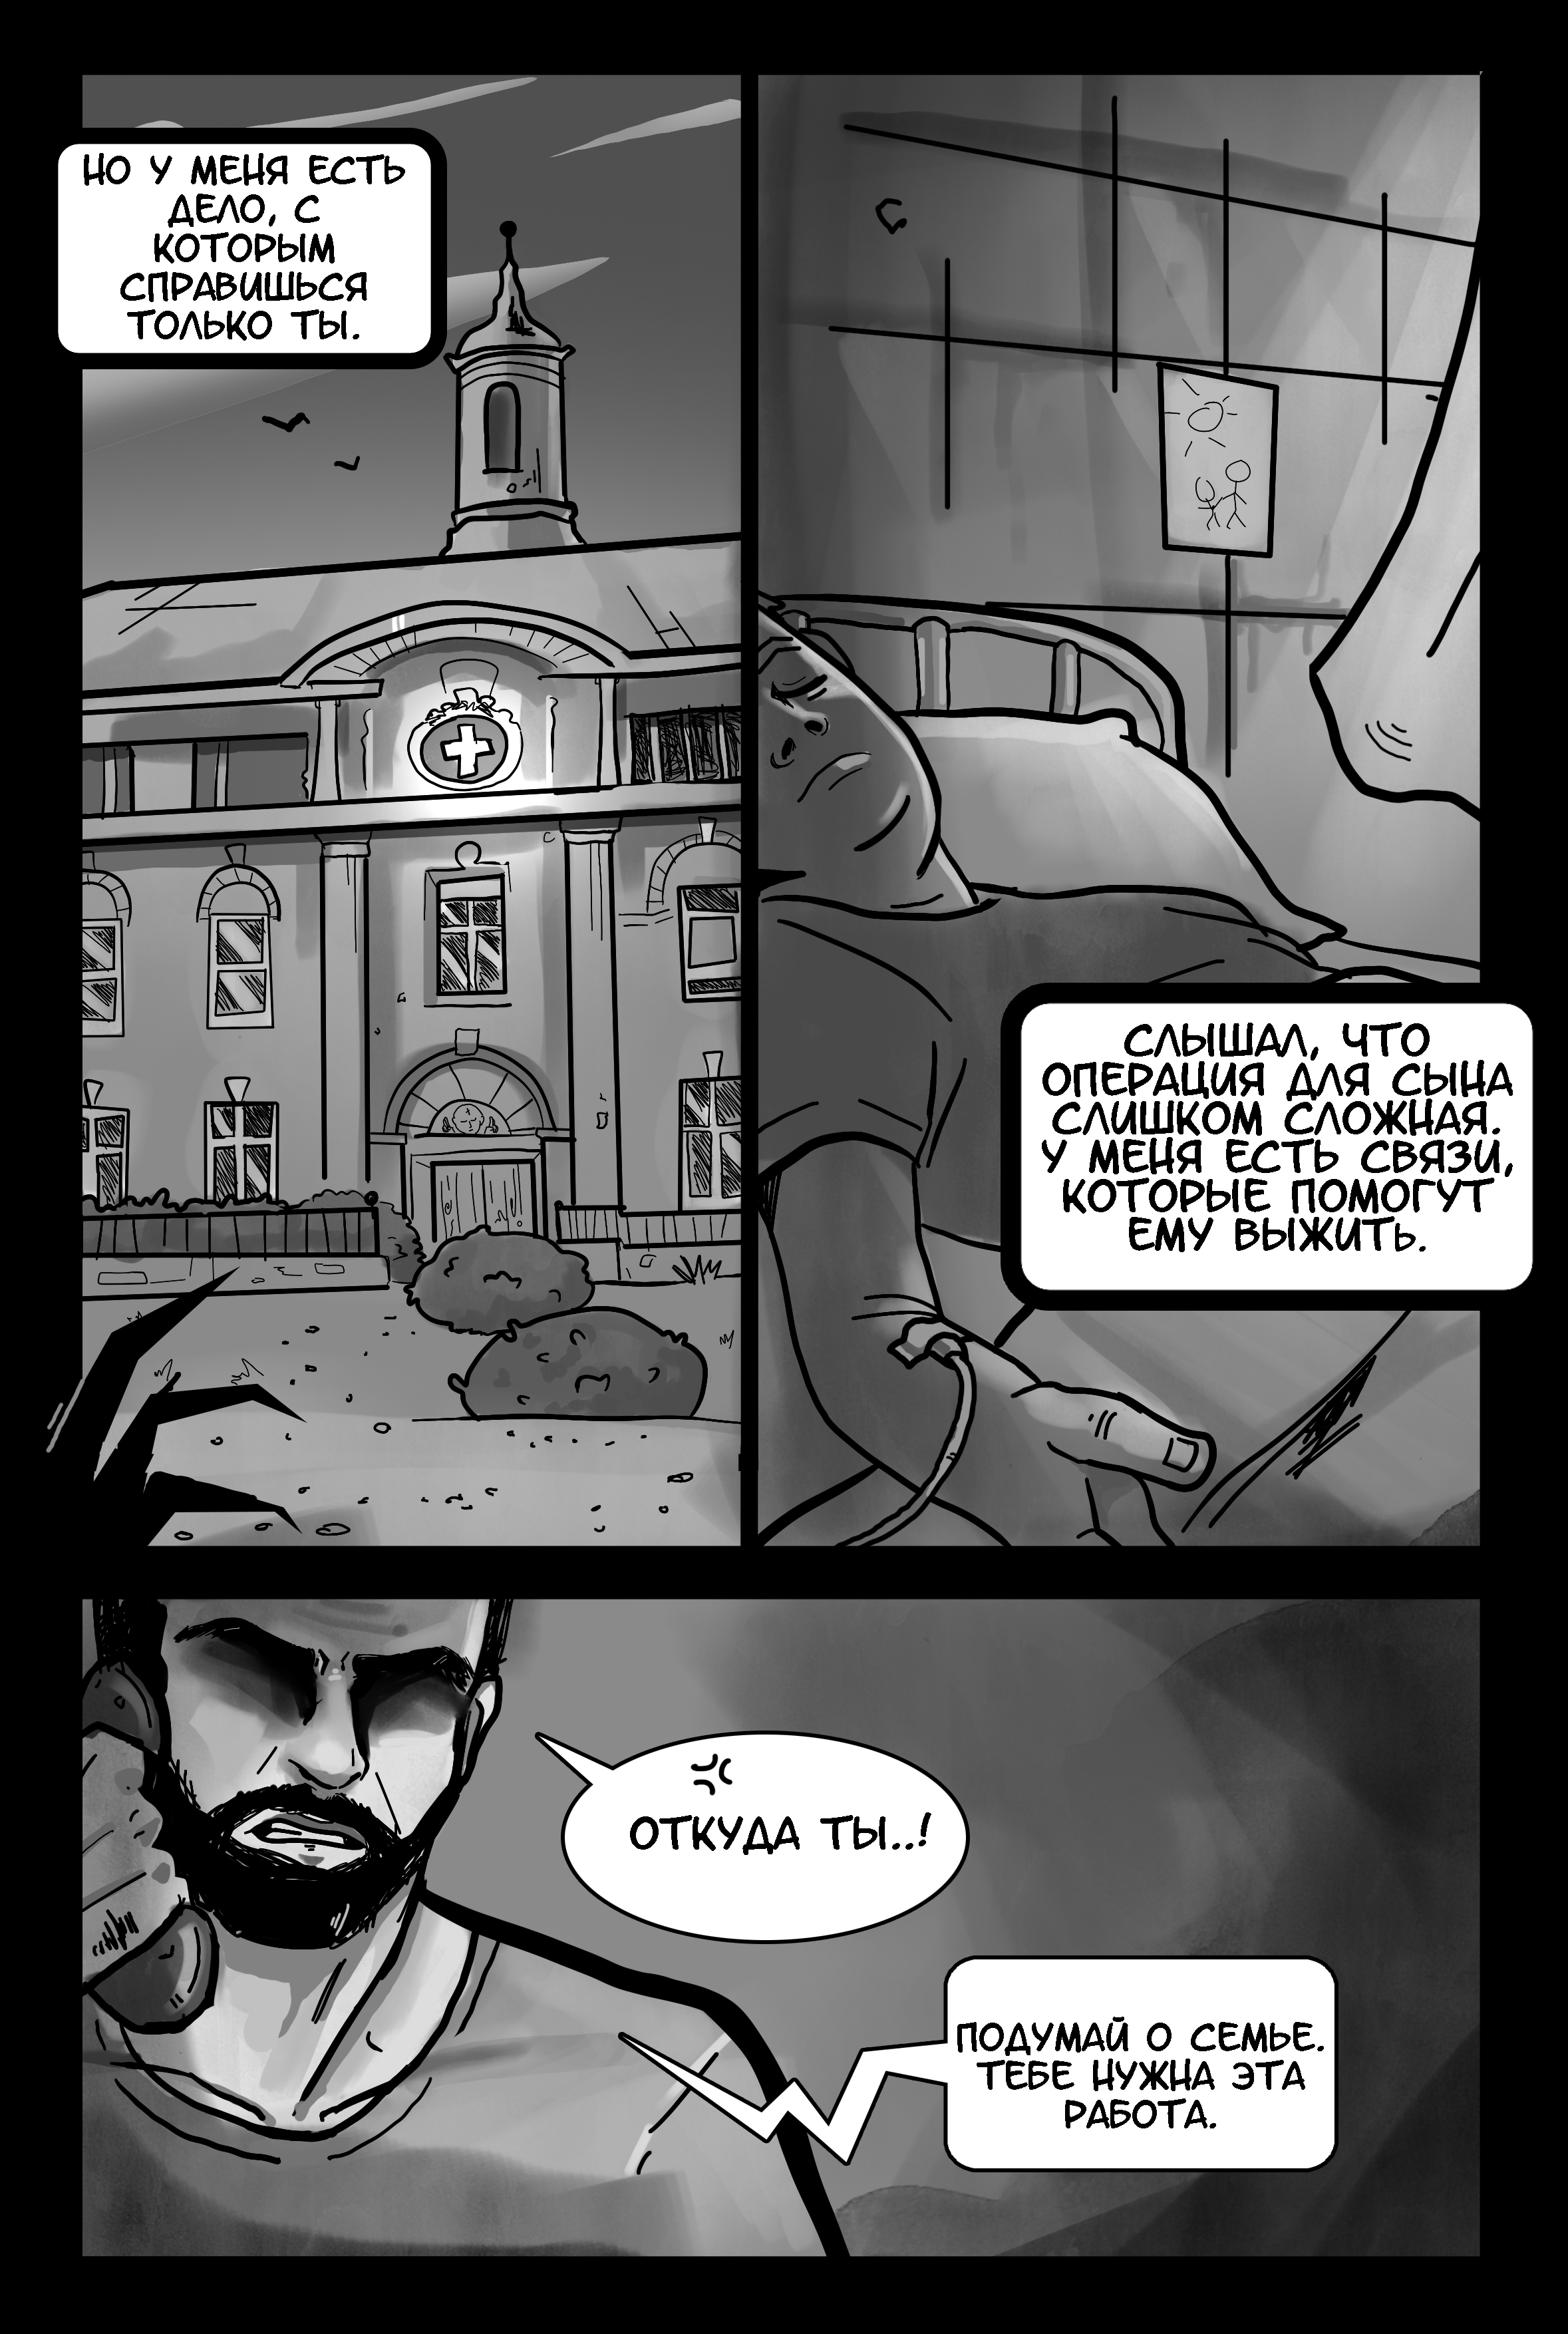 НО У МЕНЯ ЕСТЬ
ДЕЛО, С
КОТОРЫМ
СПРАВИШЬСЯ
ТОЛЬКО ТЫ.
СЛЫШАЛ, ЧТО
ОПЕРАЦИЯ ДЛЯ СЫНА
СЛИШКОМ СЛОЖНАЯ.
У МЕНЯ ЕСТЬ СВЯЗИ,
КОТОРЫЕ ПОМОГУТ
ЕМУ ВЫЖИТЬ.
ОТКУДА ТЫ..!
ПОДУМАЙ О СЕМЬЕ.
ТЕБЕ НУЖНА ЭТА
РАБОТА.